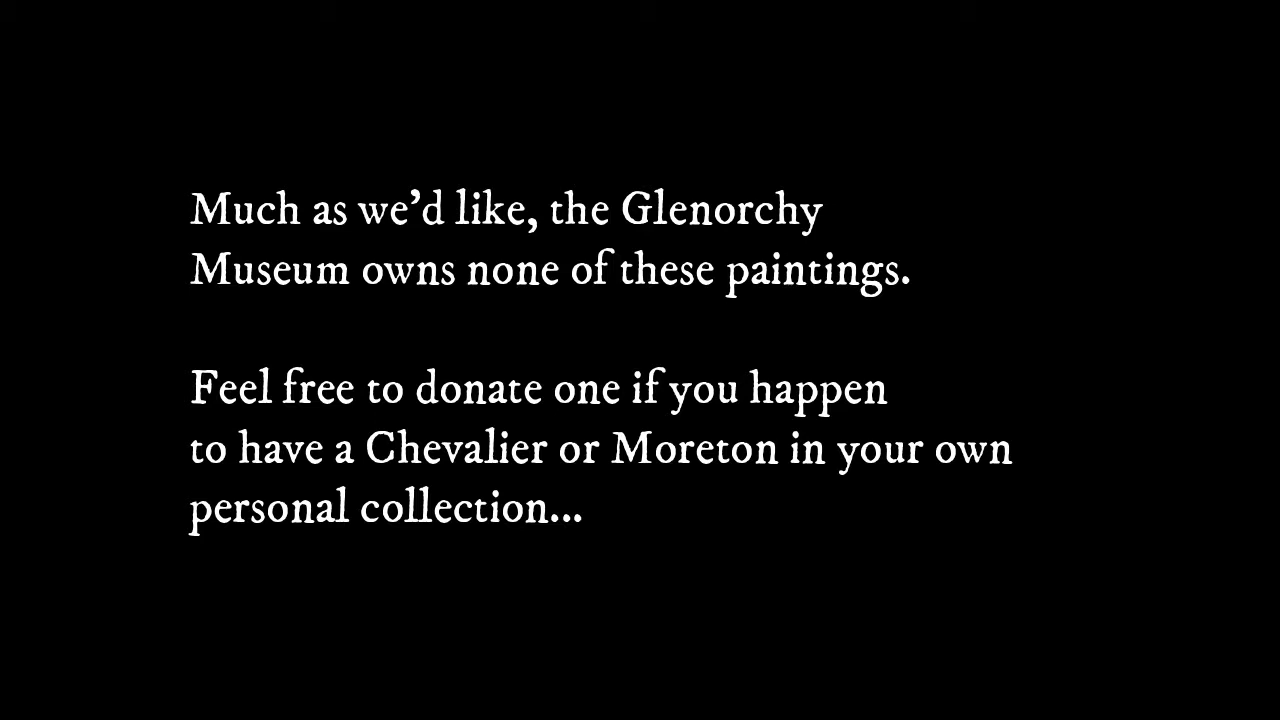 Much as we’d like, the Glenorchy
Museum owns none of these paintings.
Feel free to donate one if you happen
to have a Chevalier or Moreton in your own
personal collection...